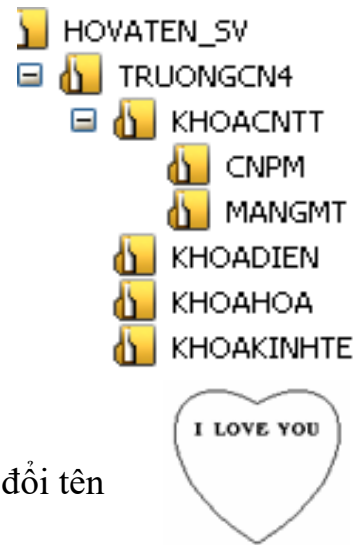 HOVATEN_SV
TRUONGCN4
KHOACNTT
CNPM
MANGMT
KHOADIEN
KHOAHOA
KHOAKINHTE
I LOVE YOU
đổi tên